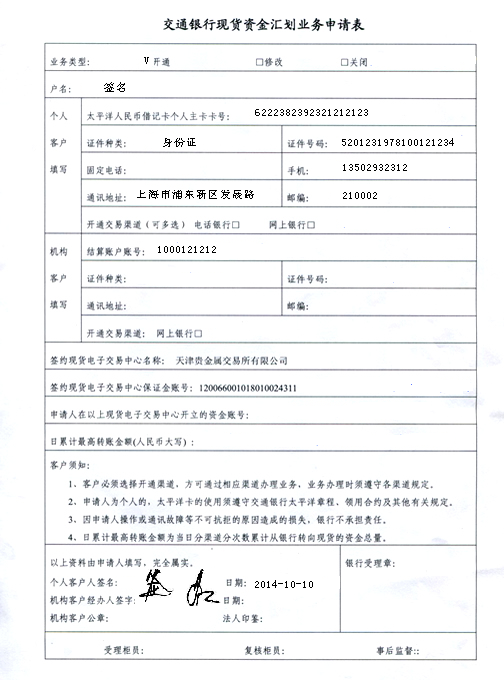 交通银行现货资金汇划业务申请表
业务类型： V开通 □修改 □关闭
户名： 签名
个人客户填写
太平洋人民币借记卡个人主卡卡号： 6222382392321212123
证件种类： 身份证 证件号码： 5201231978100121234
固定电话： 手机： 13502932312
通讯地址：上海市浦东新区发辰路 邮编： 210002
开通交易渠道（可多选） 电话银行□ 网上银行□
机构客户填写
结算账户账号： 1000121212
证件种类： 证件号码：
通讯地址： 邮编：
开通交易渠道： 网上银行□
签约现货电子交易中心名称： 天津贵金属交易所有限公司
签约现货电子交易中心保证金账号：120066001018010024311
申请人在以上现货电子交易中心开立的资金账号：
日累计最高转账金额(人民币大写)：
客户须知：
1、客户必须选择开通渠道，方可通过相应渠道办理业务，业务办理时须遵守各渠道规定。
2、申请人为个人的，太平洋卡的使用须遵守交通银行太平洋章程、领用合约及其他有关规定。
3、因申请人操作或通讯故障等不可抗拒的原因造成的损失，银行不承担责任。
4、日累计最高转账金额为当日分渠道分次数累计从银行转向现货的资金总量。
以上资料由申请人填写，完全属实。 银行受理章：
个人客户人签名： 签名 日期： 2014-10-10
机构客户经办人签字： 日期：
机构客户公章： 法人印鉴：
受理柜员： 复核柜员： 事后监督：: